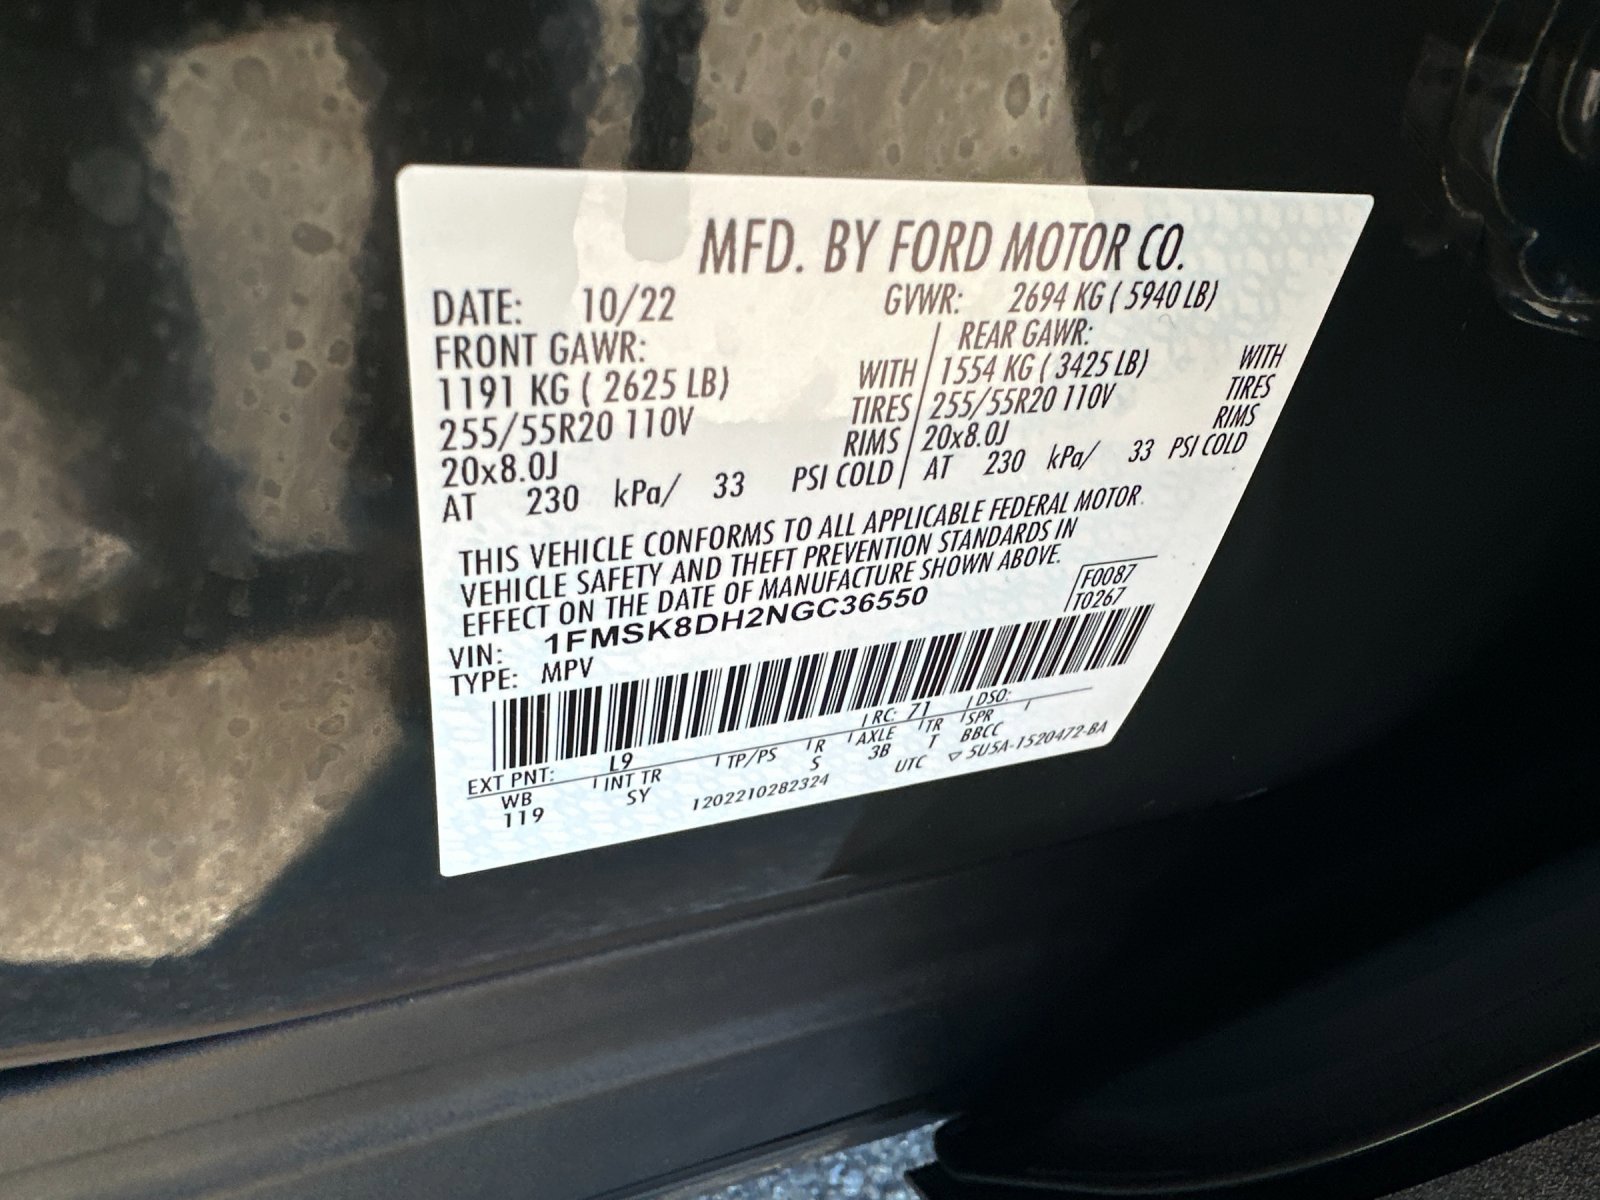 MFD. BY FORD MOTOR CO.
DATE: 10/22 GVWR: 2694 KG ( 5940 LB)
FRONT GAWR: REAR GAWR:
1191 KG ( 2625 LB) WITH 1554 KG ( 3425 LB) WITH
255/55R20 110V TIRES 255/55R20 110V TIRES
20x8.0J RIMS 20x8.0J RIMS
AT 230 kPa/ 33 PSI COLD AT 230 kPa/ 33 PSI COLD
THIS VEHICLE CONFORMS TO ALL APPLICABLE FEDERAL MOTOR
VEHICLE SAFETY AND THEFT PREVENTION STANDARDS IN
EFFECT ON THE DATE OF MANUFACTURE SHOWN ABOVE.
F0087
VIN: 1FMSK8DH2NGC36550 T0267
TYPE: MPV
RC: 71 DSO:
EXT PNT: L9
WB INT TR TP/PS R AXLE TR SPR
119 SY S 3B T BBCC
1202210282324 UTC ▽ 5U5A-1520472-BA